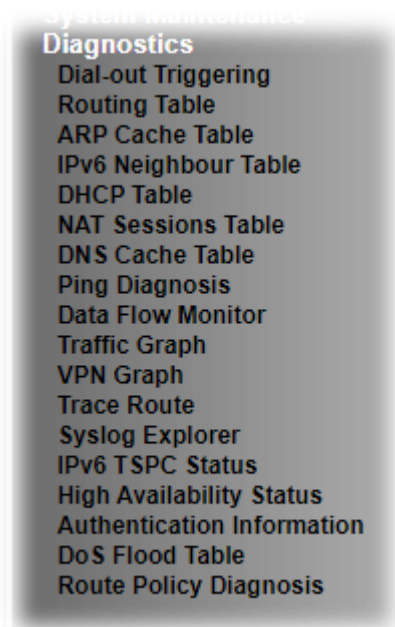 System Maintenance
Diagnostics
Dial-out Triggering
Routing Table
ARP Cache Table
IPv6 Neighbour Table
DHCP Table
NAT Sessions Table
DNS Cache Table
Ping Diagnosis
Data Flow Monitor
Traffic Graph
VPN Graph
Trace Route
Syslog Explorer
IPv6 TSPC Status
High Availability Status
Authentication Information
DoS Flood Table
Route Policy Diagnosis